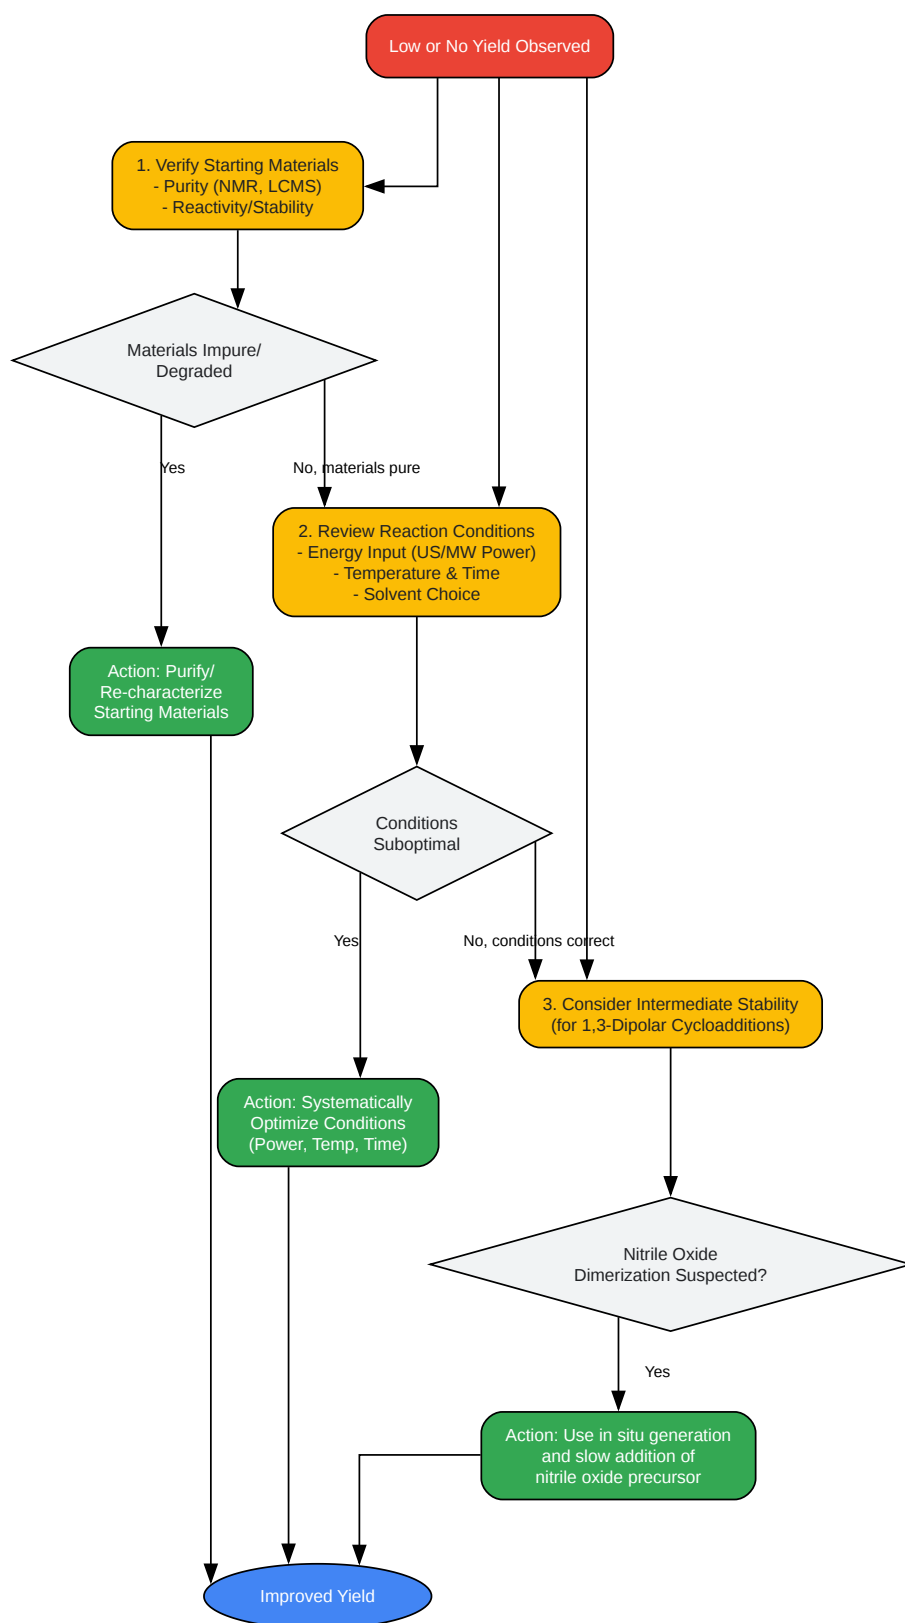 Low or No Yield Observed
1. Verify Starting Materials
- Purity (NMR, LCMS)
- Reactivity/Stability
Materials Impure/
Degraded
Yes
No, materials pure
2. Review Reaction Conditions
- Energy Input (US/MW Power)
- Temperature & Time
- Solvent Choice
Action: Purify/
Re-characterize
Starting Materials
Conditions
Suboptimal
Yes
No, conditions correct
3. Consider Intermediate Stability
(for 1,3-Dipolar Cycloadditions)
Action: Systematically
Optimize Conditions
(Power, Temp, Time)
Nitrile Oxide
Dimerization Suspected?
Yes
Action: Use in situ generation
and slow addition of
nitrile oxide precursor
Improved Yield